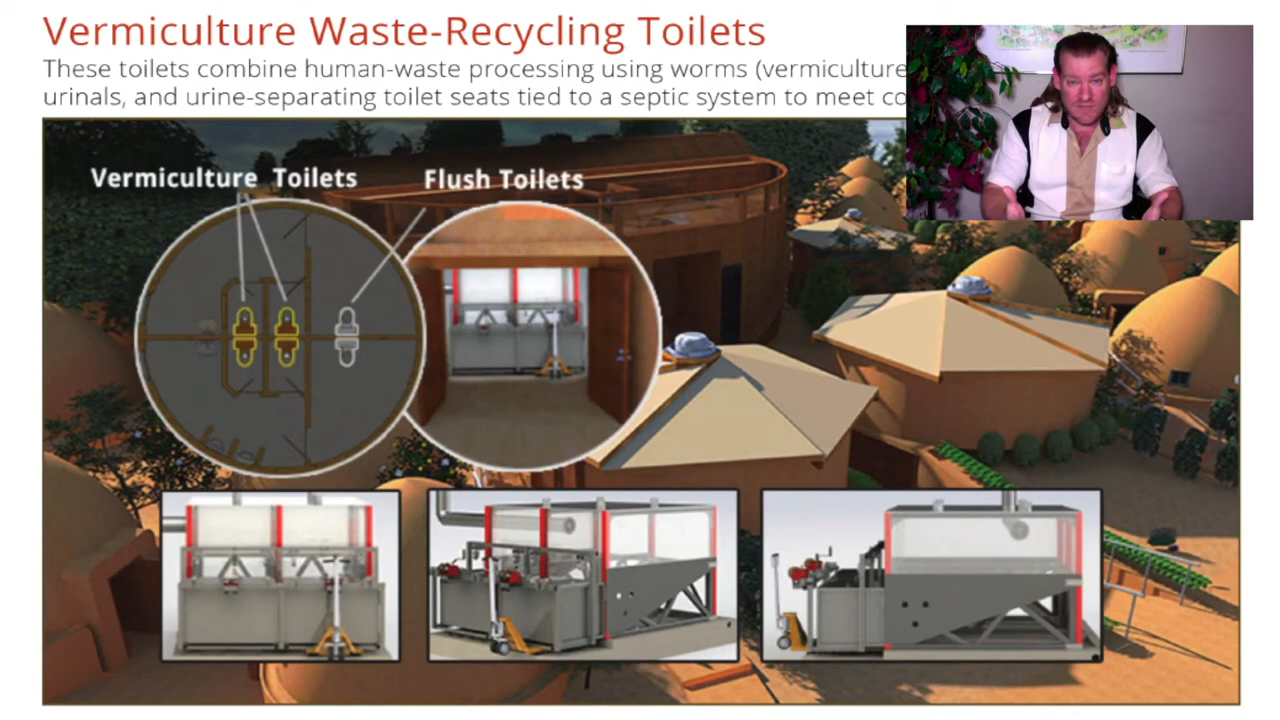 Vermiculture Waste-Recycling Toilets
These toilets combine human-waste processing using worms (vermiculture
urinals, and urine-separating toilet seats tied to a septic system to meet co
Vermiculture Toilets
Flush Toilets